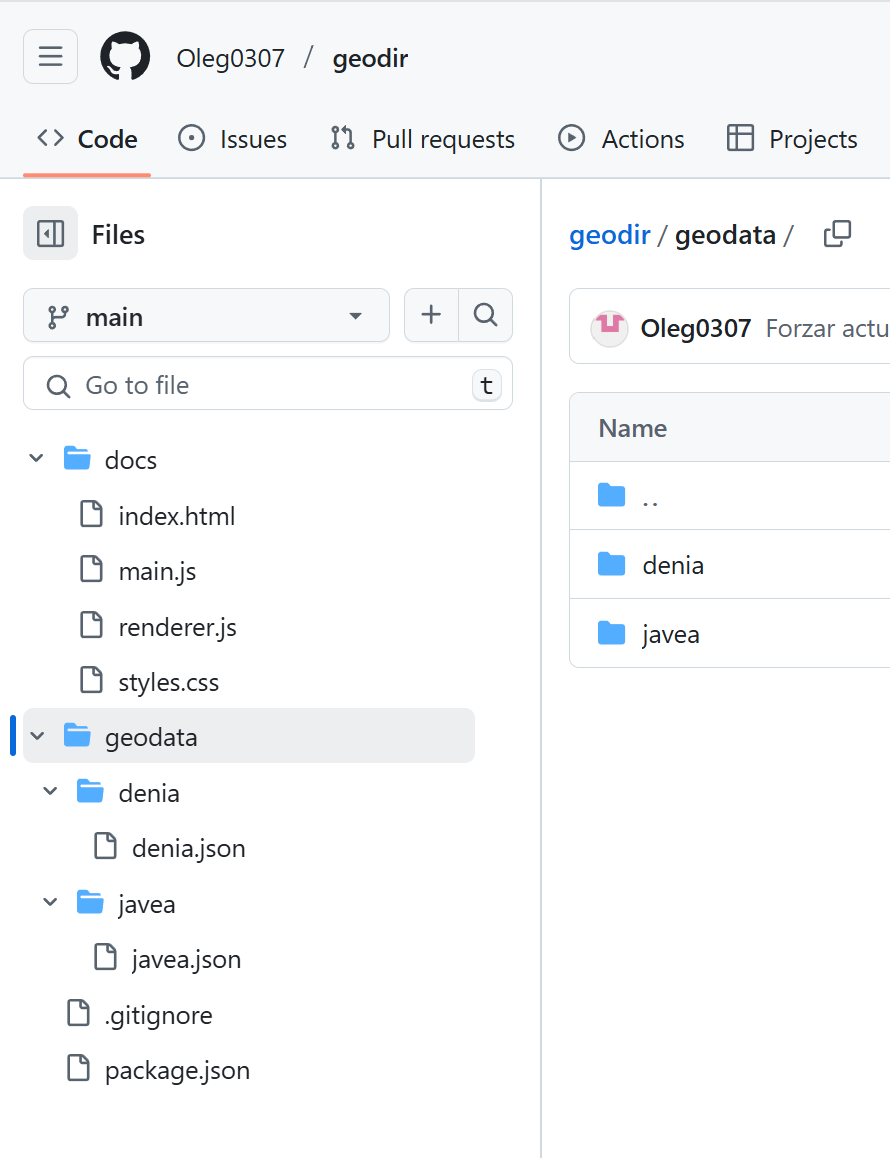 Oleg0307 / geodir
Code Issues Pull requests Actions Projects
Files
main
Go to file t
docs
index.html
main.js
renderer.js
styles.css
geodata
denia
denia.json
javea
javea.json
.gitignore
package.json
geodir / geodata /
Oleg0307 Forzar actu
Name
..
denia
javea